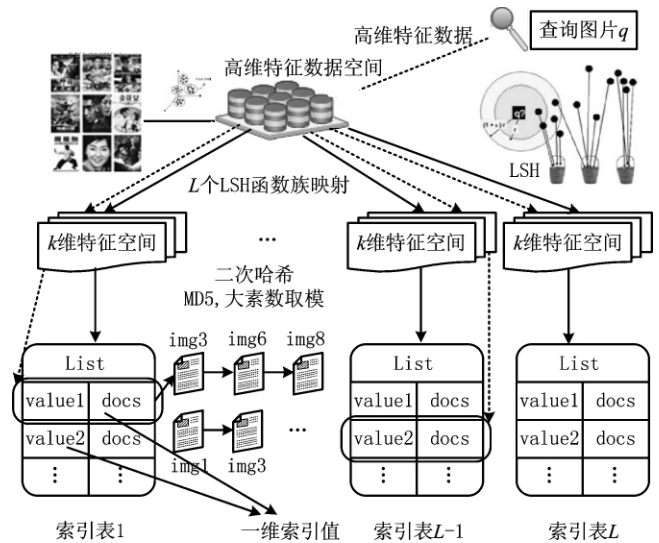 高维特征数据
查询图片q
高维特征数据空间
LSH
L个LSH函数族映射
k维特征空间
...
k维特征空间
k维特征空间
二次哈希
MD5,大素数取模
img3 img6 img8
List
value1 docs
value2 docs
⋮ ⋮
img1 img3 ...
List
value1 docs
value2 docs
⋮ ⋮
List
value1 docs
value2 docs
⋮ ⋮
索引表1
一维索引值
索引表L-1
索引表L